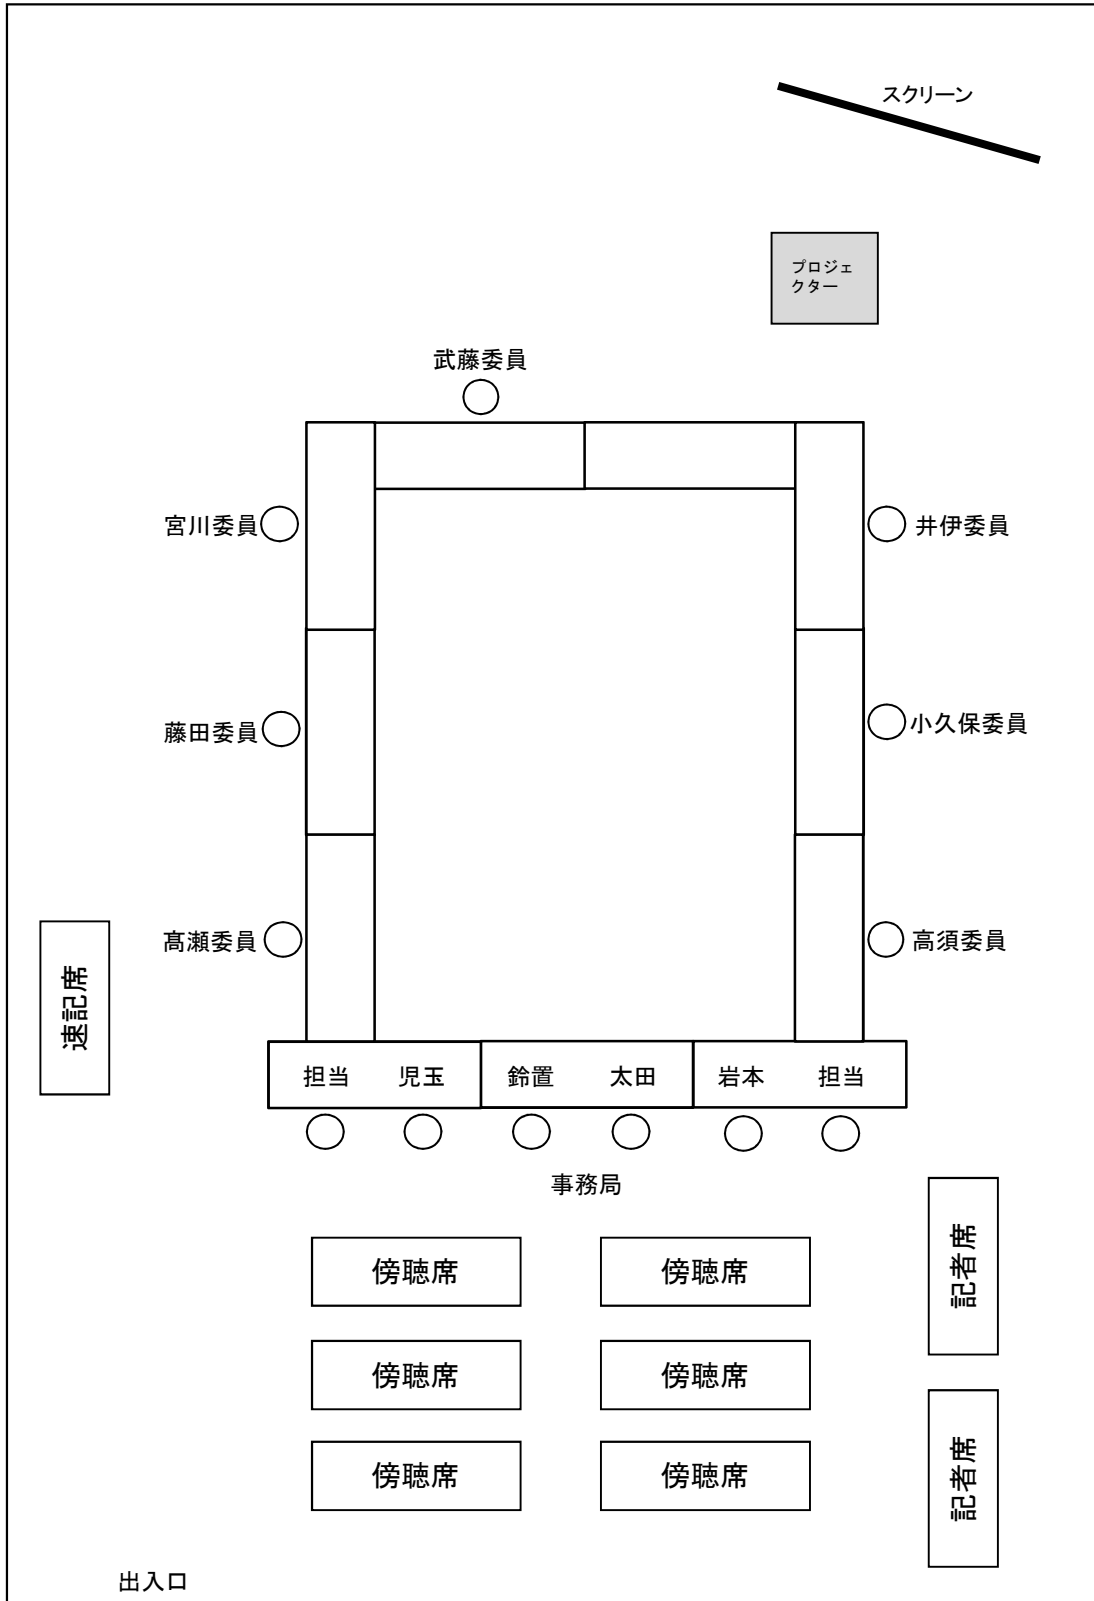 スクリーン
プロジェ
クター
武藤委員
宮川委員
井伊委員
藤田委員
小久保委員
髙瀬委員
高須委員
速記席
担当 児玉 鈴置 太田 岩本 担当
事務局
傍聴席 傍聴席
記者席
傍聴席 傍聴席
傍聴席 傍聴席
記者席
出入口